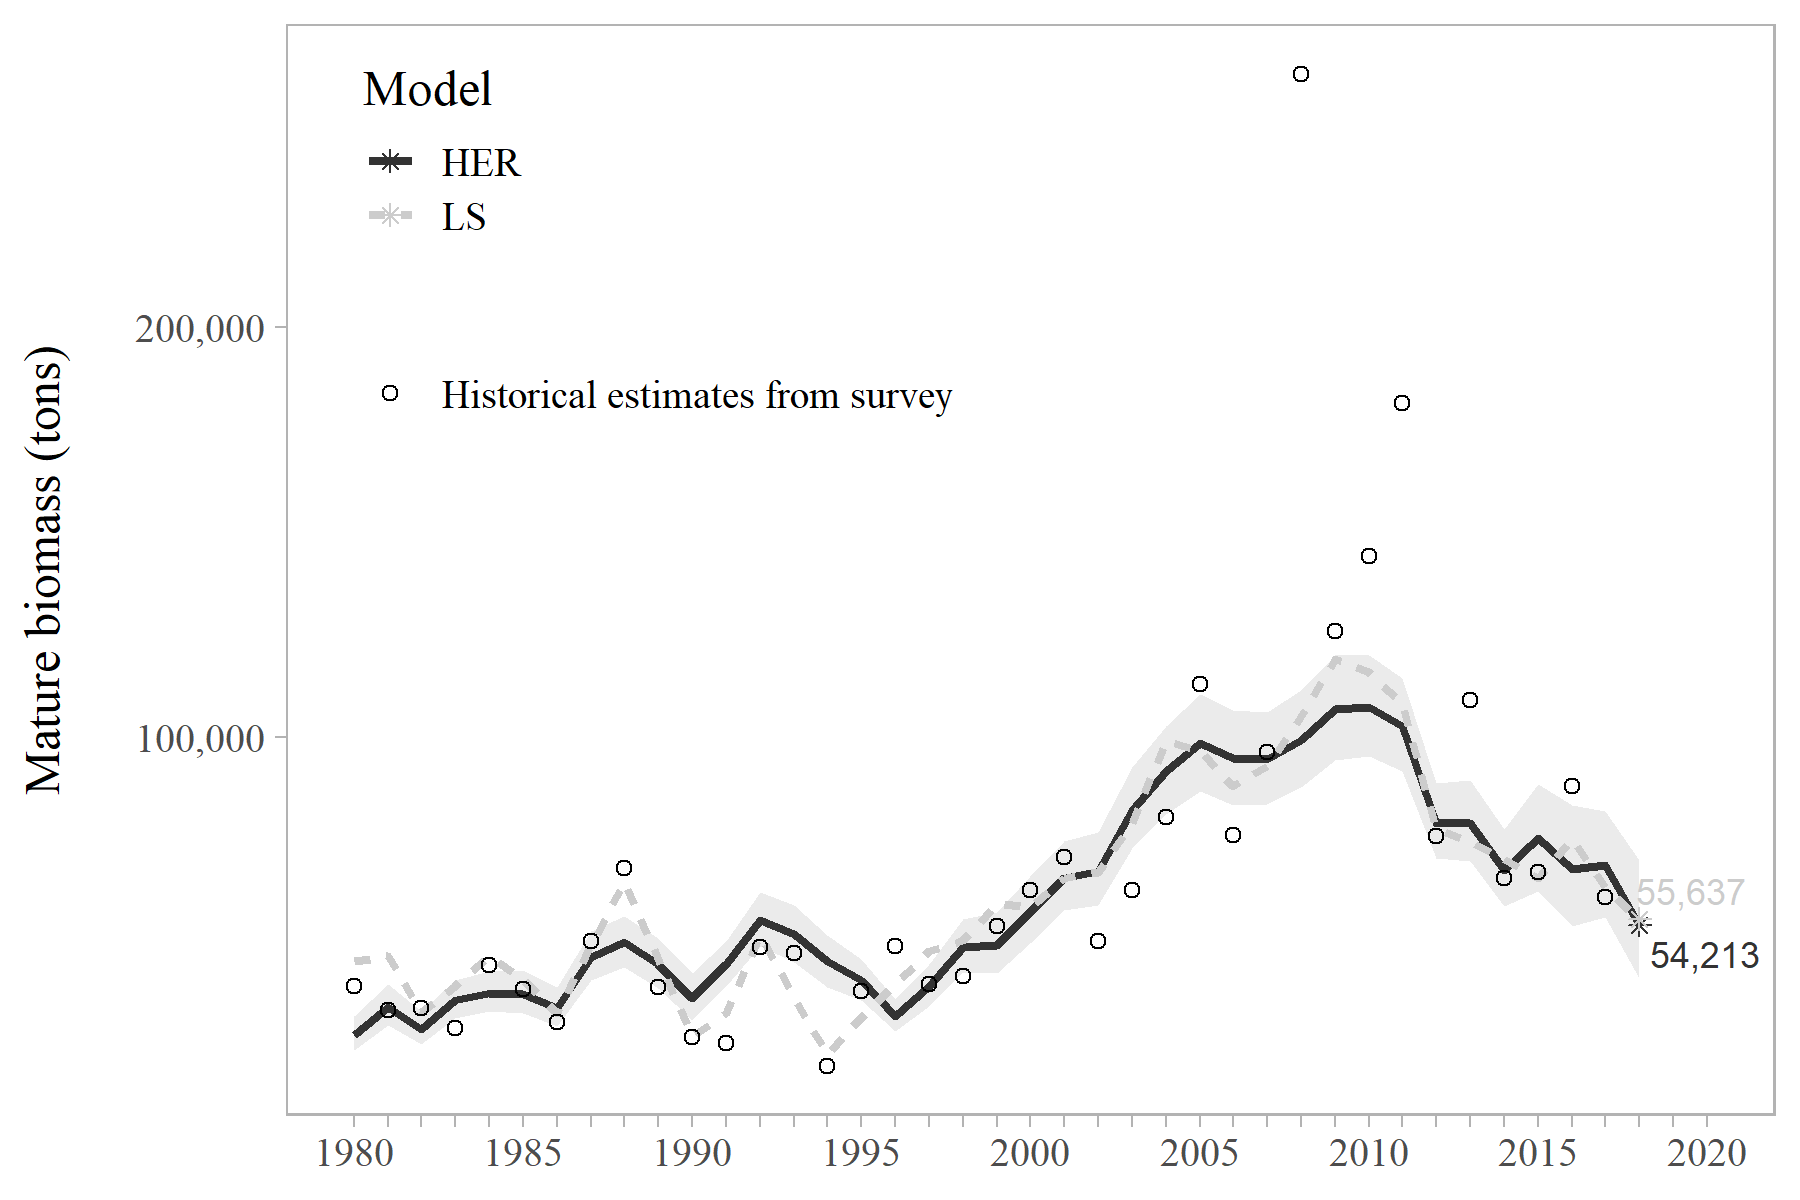 Model
HER
LS
Historical estimates from survey
Mature biomass (tons)
200,000
100,000
55,637
54,213
1980 1985 1990 1995 2000 2005 2010 2015 2020